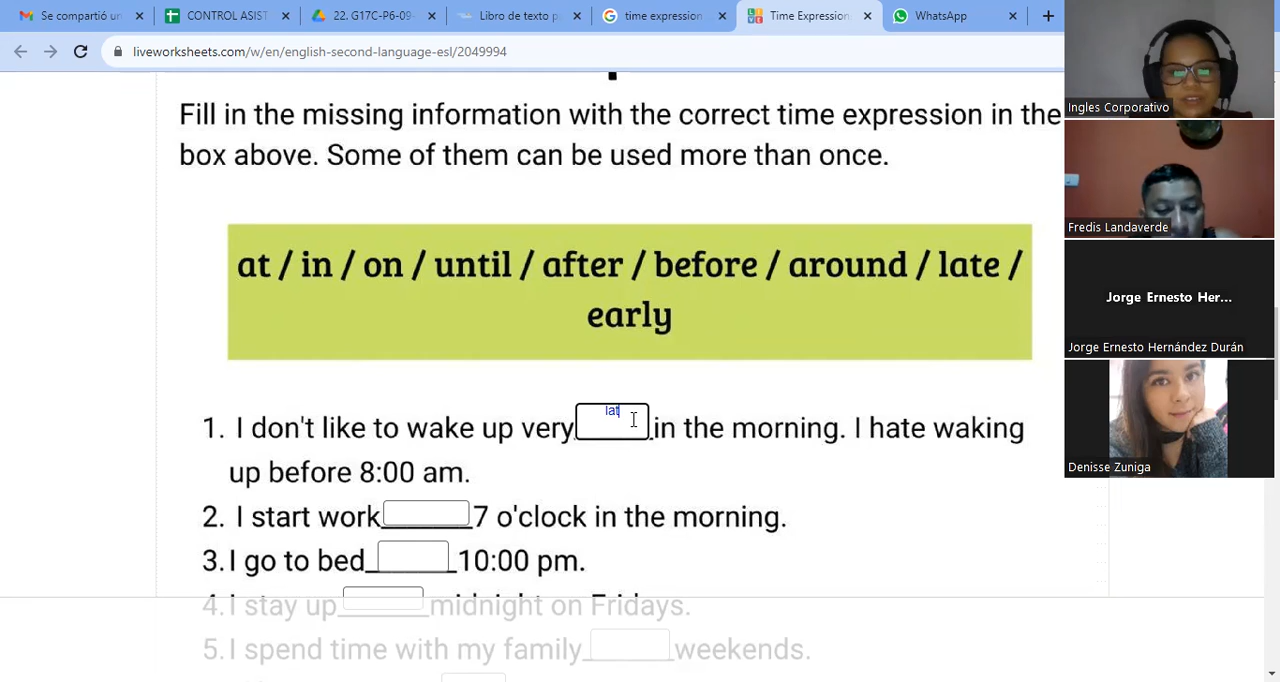 Se compartió un
CONTROL ASIST
22. G17C-P6-09-
Libro de texto p
time expression
Time Expression
WhatsApp
liveworksheets.com/w/en/english-second-language-esl/2049994
Fill in the missing information with the correct time expression in the
box above. Some of them can be used more than once.
at / in / on / until / after / before / around / late /
early
1. I don't like to wake up very lat in the morning. I hate waking
up before 8:00 am.
2. I start work 7 o'clock in the morning.
3. I go to bed 10:00 pm.
4. I stay up midnight on Fridays.
5. I spend time with my family weekends.
Ingles Corporativo
Fredis Landaverde
Jorge Ernesto Her...
Jorge Ernesto Hernández Durán
Denisse Zuniga